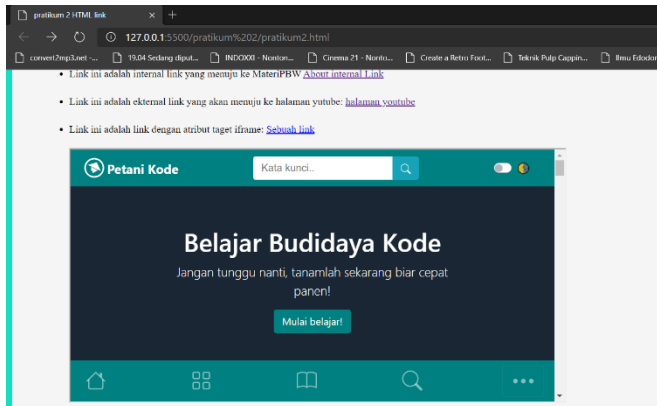 pratikum 2 HTML link
127.0.0.1:5500/pratikum%202/pratikum2.html
convert2mp3.net -...
19.04 Sedang diput...
INDOXXI - Nonton...
Cinema 21 - Nonto...
Create a Retro Foot...
Teknik Pulp Cappin...
Ilmu Edodon
Link ini adalah internal link yang menuju ke MateriPBW About internal Link
Link ini adalah ekternal link yang akan menuju ke halaman yutube: halaman youtube
Link ini adalah link dengan atribut taget iframe: Sebuah link
Petani Kode
Kata kunci..
Belajar Budidaya Kode
Jangan tunggu nanti, tanamlah sekarang biar cepat
panen!
Mulai belajar!